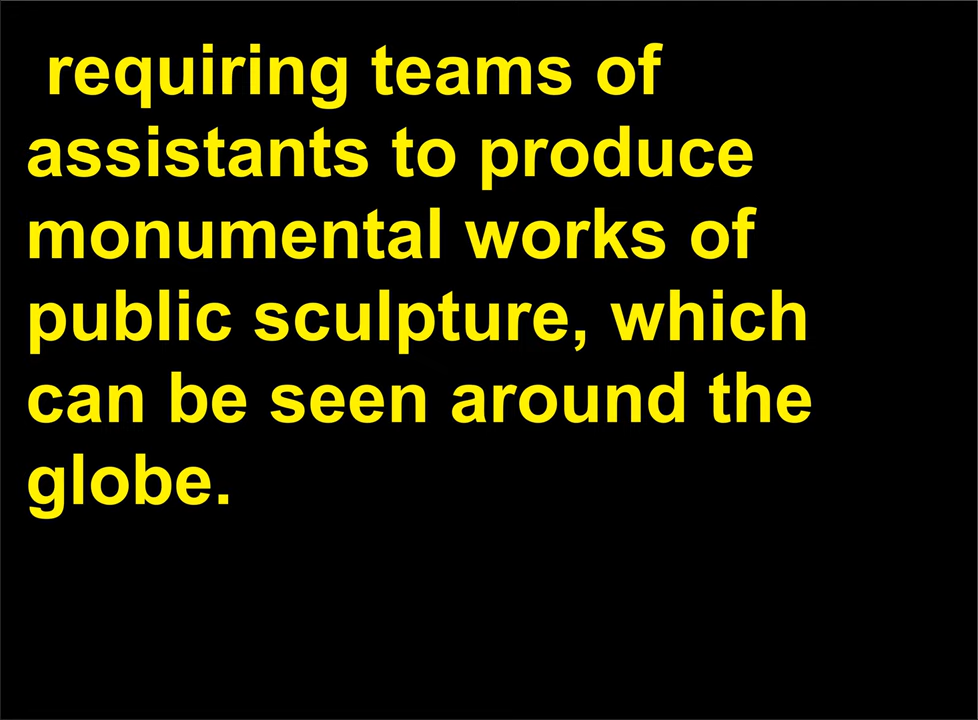 requiring teams of
assistants to produce
monumental works of
public sculpture, which
can be seen around the
globe.